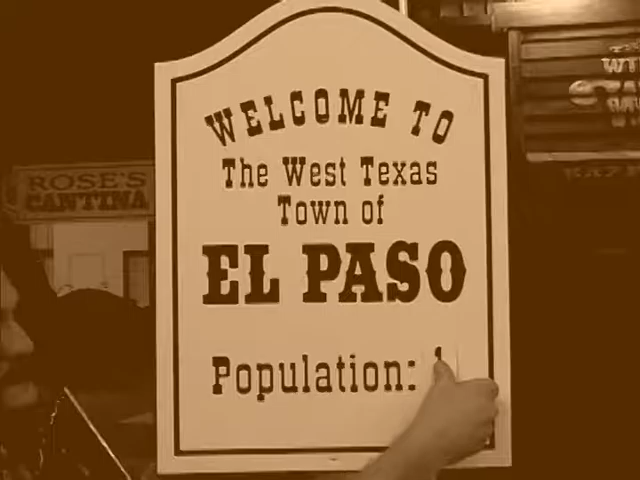 WELCOME TO
The West Texas
Town of
EL PASO
Population:
ROSE'S
CANTINA